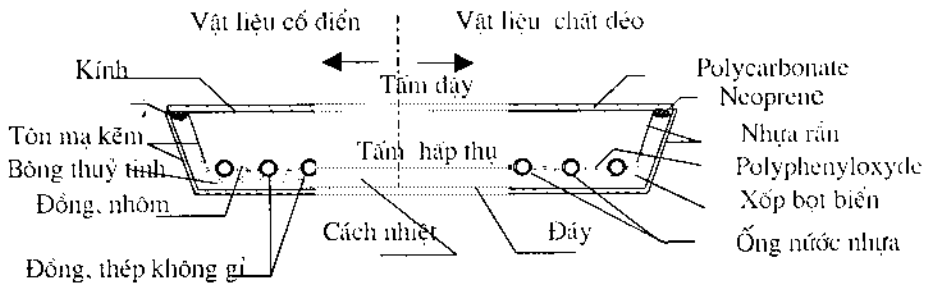 Vật liệu cổ điển
Vật liệu chất dẻo
Kính
Tấm đậy
Polycarbonate
Neoprene
Tôn mạ kẽm
Nhựa rắn
Bông thuỷ tinh
Tấm hấp thụ
Polyphenyloxyde
Đồng, nhôm
Xốp bọt biển
Cách nhiệt
Đáy
Ống nước nhựa
Đồng, thép không gỉ